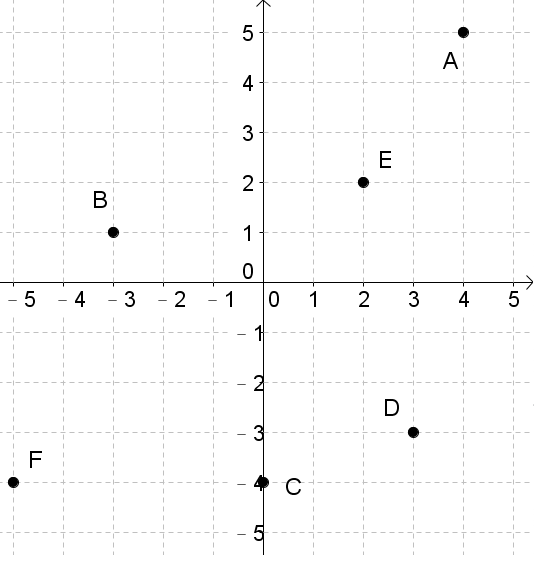 5
A
4
3
E
2
B
1
0
– 5 – 4 – 3 – 2 – 1 0 1 2 3 4 5
– 1
– 2
D
– 3
F
– 4 C
– 5